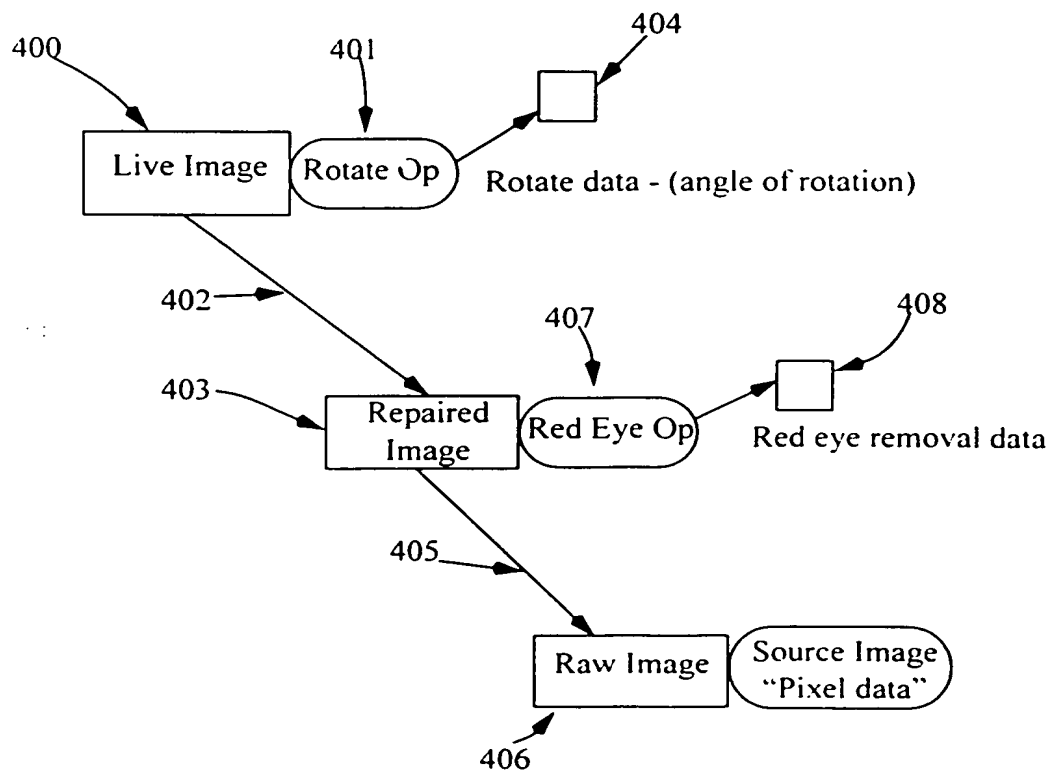 400
401
404
Live Image
Rotate Op
Rotate data - (angle of rotation)
402
407
408
403
Repaired
Image
Red Eye Op
Red eye removal data
405
Raw Image
Source Image
“Pixel data”
406